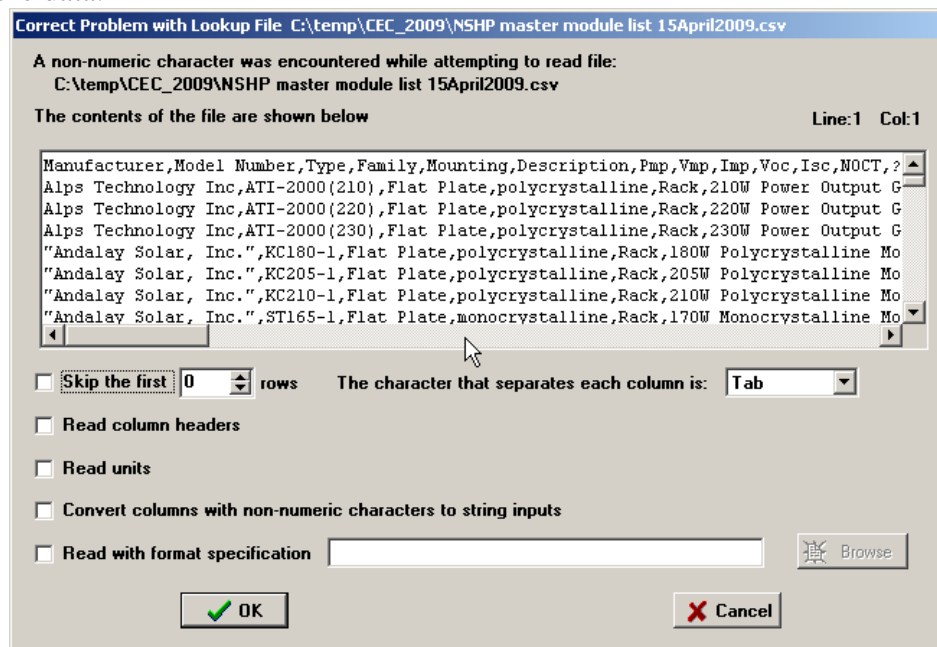 Correct Problem with Lookup File C:\temp\CEC_2009\NSHP master module list 15April2009.csv
A non-numeric character was encountered while attempting to read file:
C:\temp\CEC_2009\NSHP master module list 15April2009.csv
The contents of the file are shown below Line:1 Col:1
Manufacturer,Model Number,Type,Family,Mounting,Description,Pmp,Vmp,Imp,Voc,Isc,NOCT,?
Alps Technology Inc,ATI-2000(210),Flat Plate,polycrystalline,Rack,210W Power Output G
Alps Technology Inc,ATI-2000(220),Flat Plate,polycrystalline,Rack,220W Power Output G
Alps Technology Inc,ATI-2000(230),Flat Plate,polycrystalline,Rack,230W Power Output G
"Andalay Solar, Inc.",KC180-1,Flat Plate,polycrystalline,Rack,180W Polycrystalline Mo
"Andalay Solar, Inc.",KC205-1,Flat Plate,polycrystalline,Rack,205W Polycrystalline Mo
"Andalay Solar, Inc.",KC210-1,Flat Plate,polycrystalline,Rack,210W Polycrystalline Mo
"Andalay Solar, Inc.",ST165-1,Flat Plate,monocrystalline,Rack,170W Monocrystalline Mo
Skip the first 0 rows The character that separates each column is: Tab
Read column headers
Read units
Convert columns with non-numeric characters to string inputs
Read with format specification Browse
OK Cancel